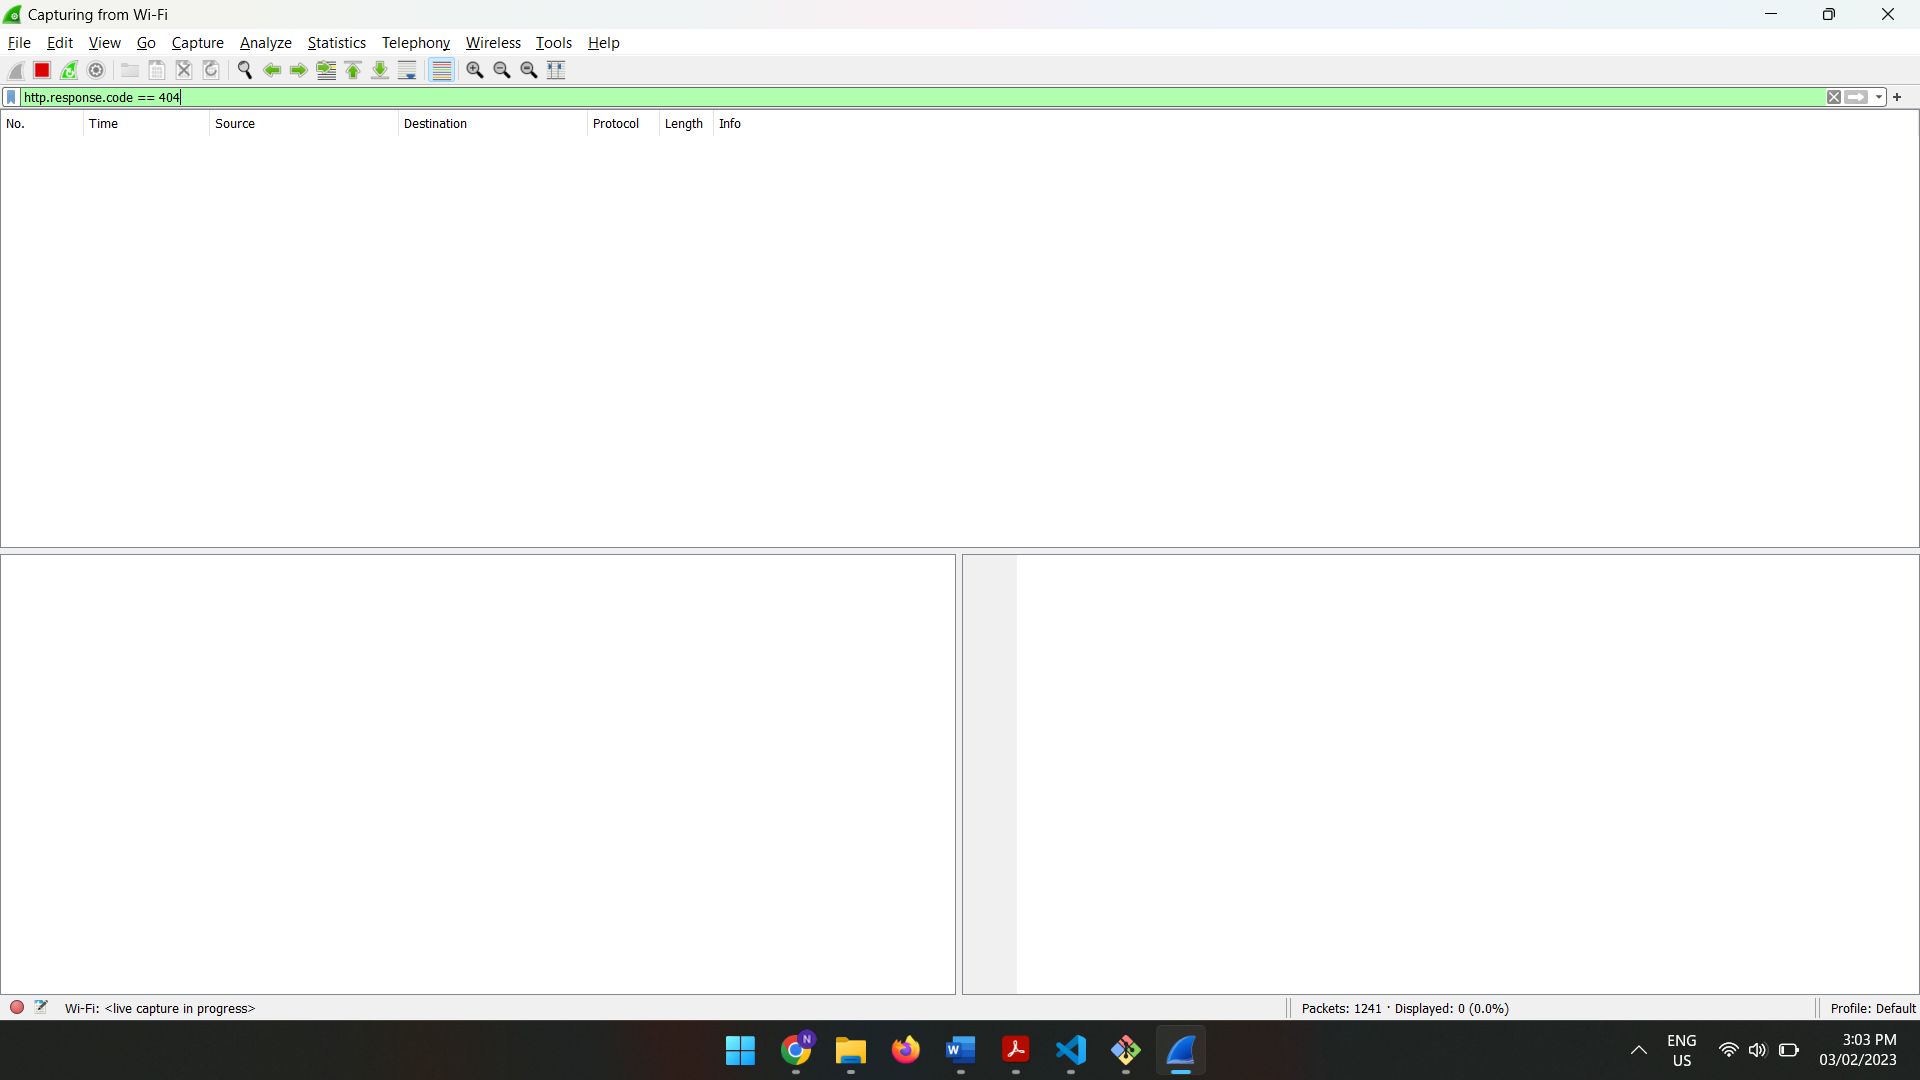 Capturing from Wi-Fi
File Edit View Go Capture Analyze Statistics Telephony Wireless Tools Help
http.response.code == 404
No. Time Source Destination Protocol Length Info
Wi-Fi: <live capture in progress> Packets: 1241 · Displayed: 0 (0.0%) Profile: Default
N
W
ENG
US
3:03 PM
03/02/2023